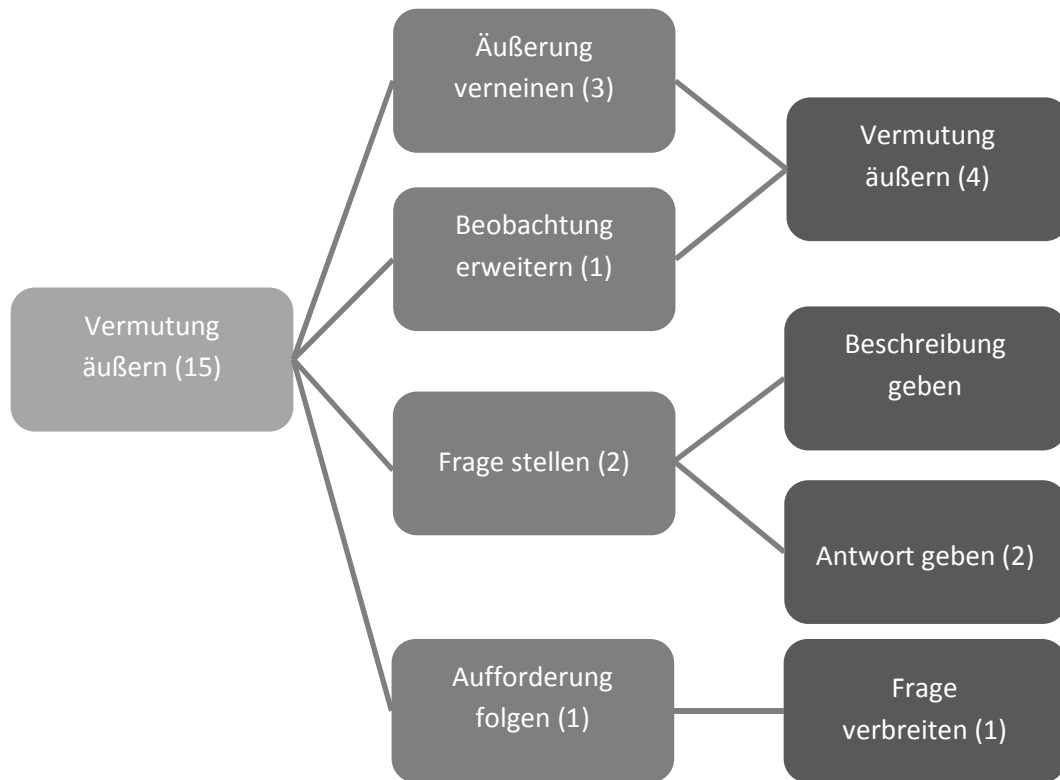 Äußerung
verneinen (3)
Vermutung
äußern (4)
Beobachtung
erweitern (1)
Vermutung
äußern (15)
Beschreibung
geben
Frage stellen (2)
Antwort geben (2)
Aufforderung
folgen (1)
Frage
verbreiten (1)